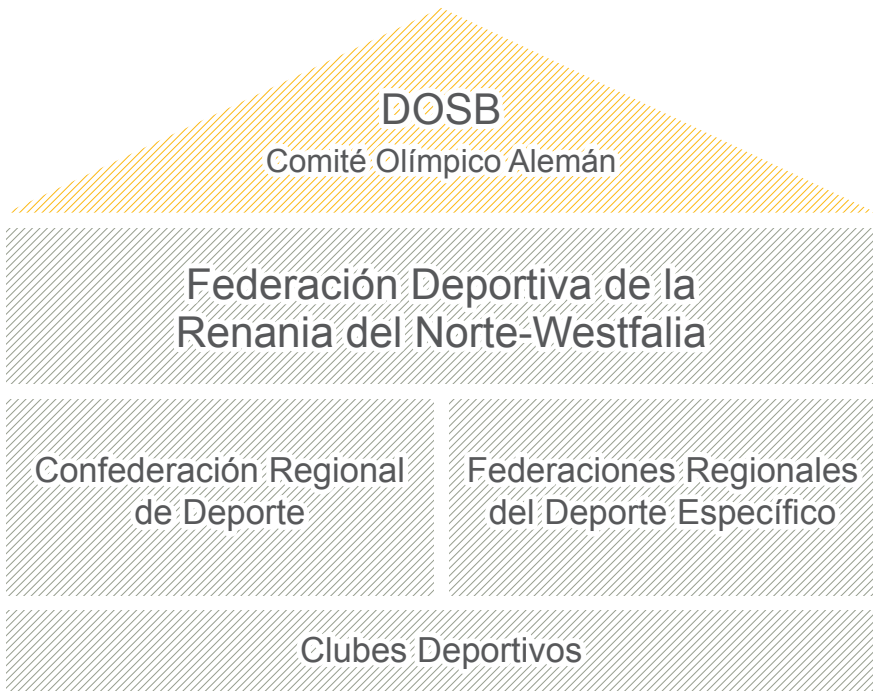 DOSB
Comité Olímpico Alemán
Federación Deportiva de la
Renania del Norte-Westfalia
Confederación Regional
de Deporte
Federaciones Regionales
del Deporte Específico
Clubes Deportivos